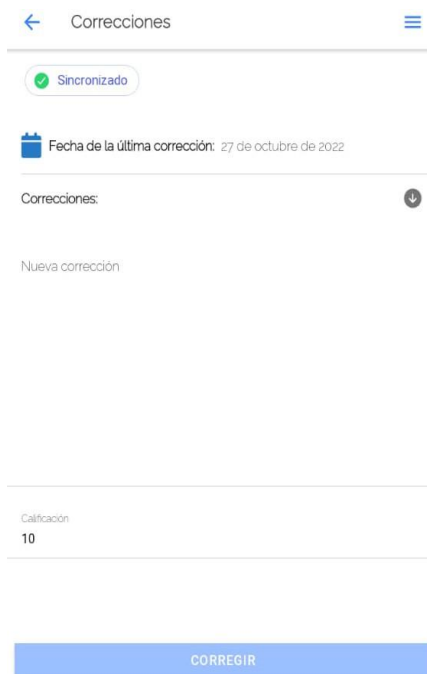 Correcciones
Sincronizado
Fecha de la última corrección: 27 de octubre de 2022
Correcciones:
Nueva corrección
Calificación
10
CORREGIR